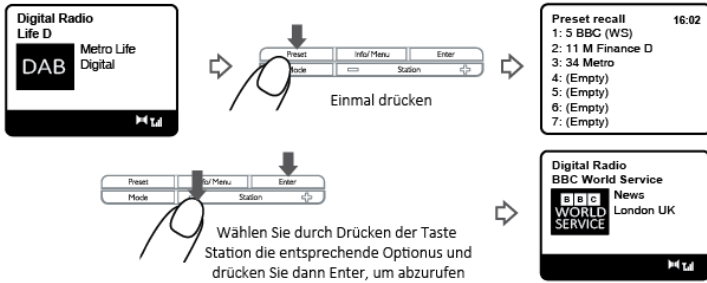 Digital Radio
Life D
DAB
Metro Life
Digital
Preset
Info/ Menu
Enter
Mode
Station
Einmal drücken
Preset recall 16:02
1: 5 BBC (WS)
2: 11 M Finance D
3: 34 Metro
4: (Empty)
5: (Empty)
6: (Empty)
7: (Empty)
Preset
Info/ Menu
Enter
Mode
Station
Wählen Sie durch Drücken der Taste
Station die entsprechende Optionus und
drücken Sie dann Enter, um abzurufen
Digital Radio
BBC World Service
BBC
WORLD
SERVICE
News
London UK